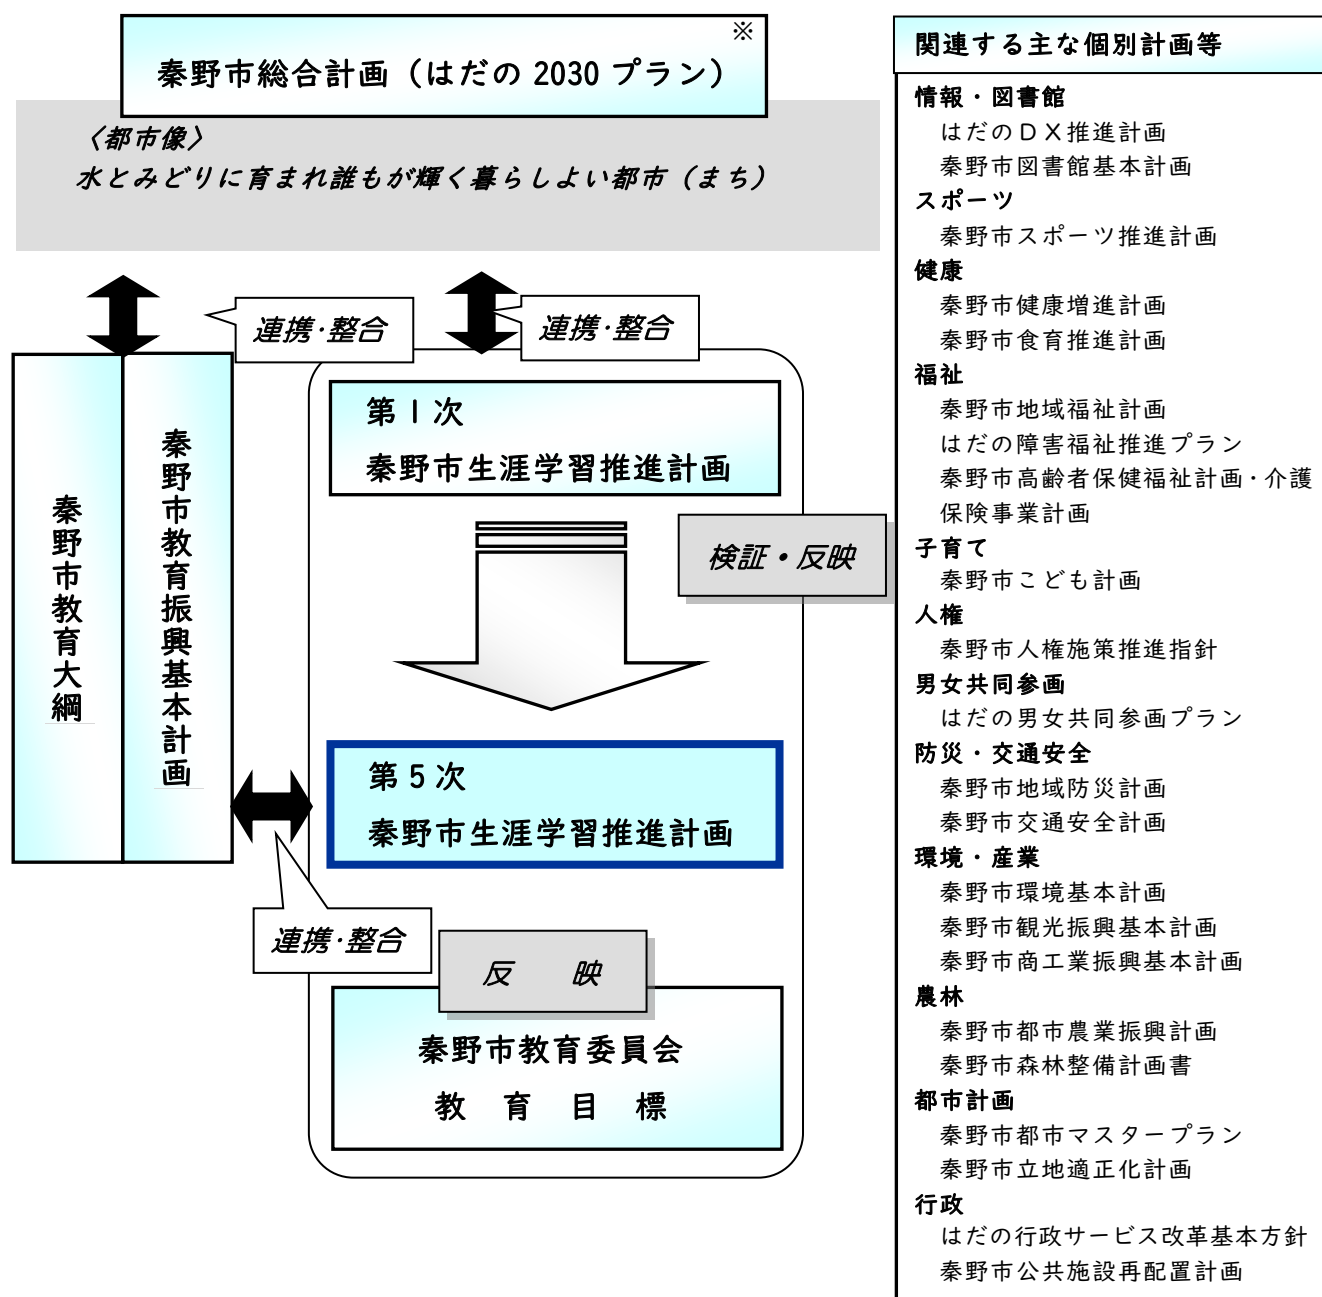 ※
秦野市総合計画（はだの 2030 プラン）
〈都市像〉
水とみどりに育まれ誰もが輝く暮らしよい都市（まち）
連携・整合
連携・整合
秦野市教育大綱
秦野市教育振興基本計画
第１次
秦野市生涯学習推進計画
検証・反映
第５次
秦野市生涯学習推進計画
連携・整合
反　映
秦野市教育委員会
教　育　目　標
関連する主な個別計画等
情報・図書館
はだのＤＸ推進計画
秦野市図書館基本計画
スポーツ
秦野市スポーツ推進計画
健康
秦野市健康増進計画
秦野市食育推進計画
福祉
秦野市地域福祉計画
はだの障害福祉推進プラン
秦野市高齢者保健福祉計画・介護
保険事業計画
子育て
秦野市こども計画
人権
秦野市人権施策推進指針
男女共同参画
はだの男女共同参画プラン
防災・交通安全
秦野市地域防災計画
秦野市交通安全計画
環境・産業
秦野市環境基本計画
秦野市観光振興基本計画
秦野市商工業振興基本計画
農林
秦野市都市農業振興計画
秦野市森林整備計画書
都市計画
秦野市都市マスタープラン
秦野市立地適正化計画
行政
はだの行政サービス改革基本方針
秦野市公共施設再配置計画